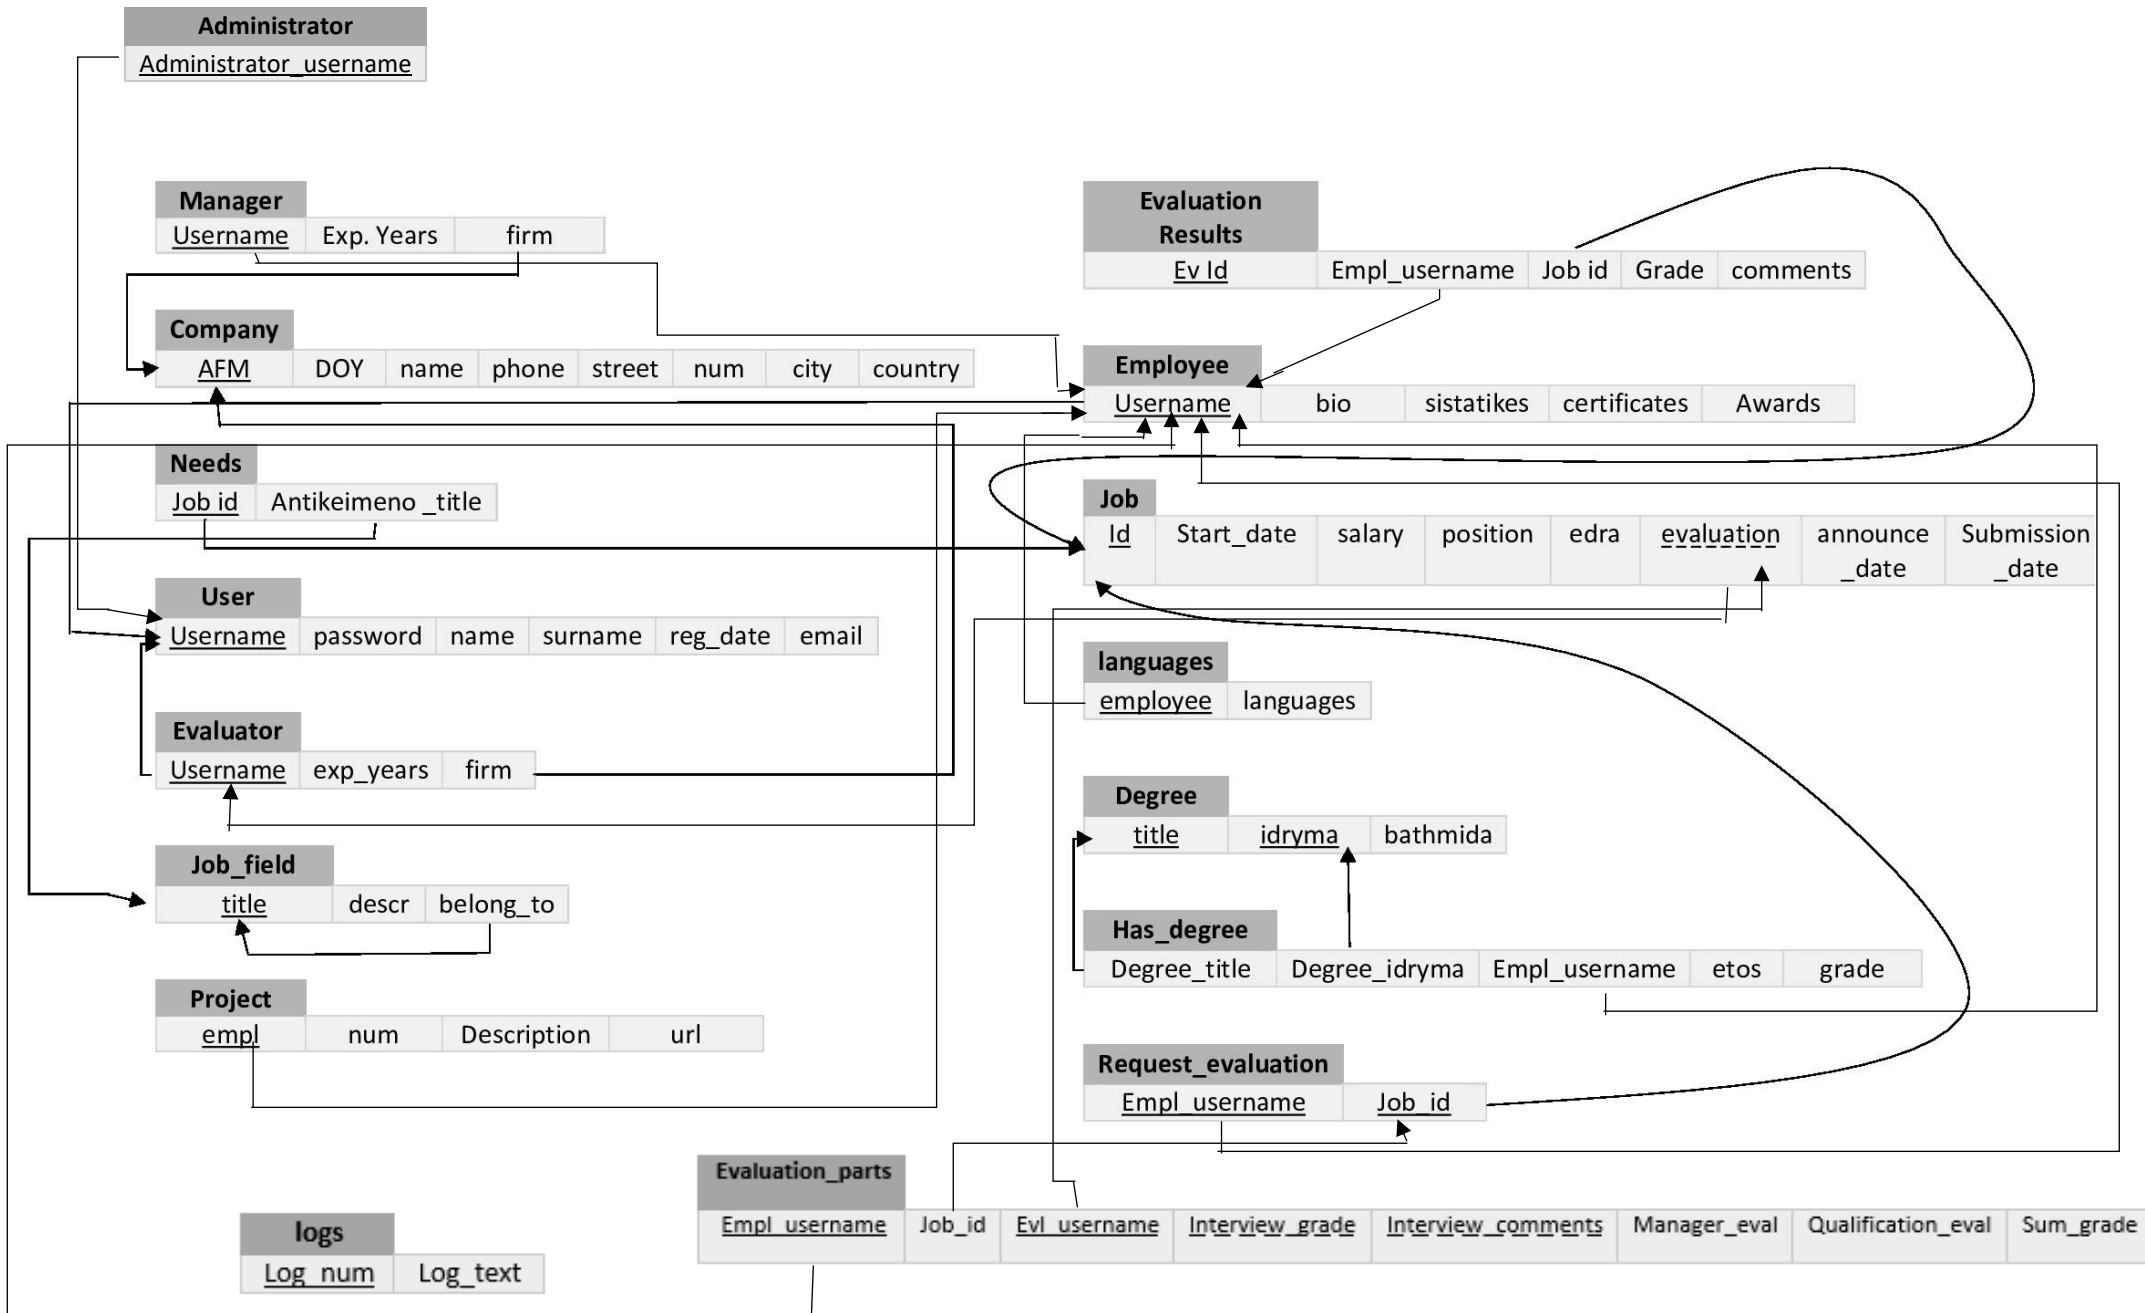 Administrator
Administrator_username
Manager
Username Exp. Years firm
Evaluation
Results
Ev Id Empl_username Job id Grade comments
Company
AFM DOY name phone street num city country
Employee
Username bio sistatikes certificates Awards
Needs
Job id Antikeimeno _title
Job
Id Start_date salary position edra evaluation announce Submission
_date _date
User
Username password name surname reg_date email
languages
employee languages
Evaluator
Username exp_years firm
Degree
title idryma bathmida
Job_field
title descr belong_to
Has_degree
Degree_title Degree_idryma Empl_username etos grade
Project
empl num Description url
Request_evaluation
Empl_username Job_id
Evaluation_parts
Empl_username Job_id Evl_username Interview_grade Interview_comments Manager_eval Qualification_eval Sum_grade
logs
Log_num Log_text